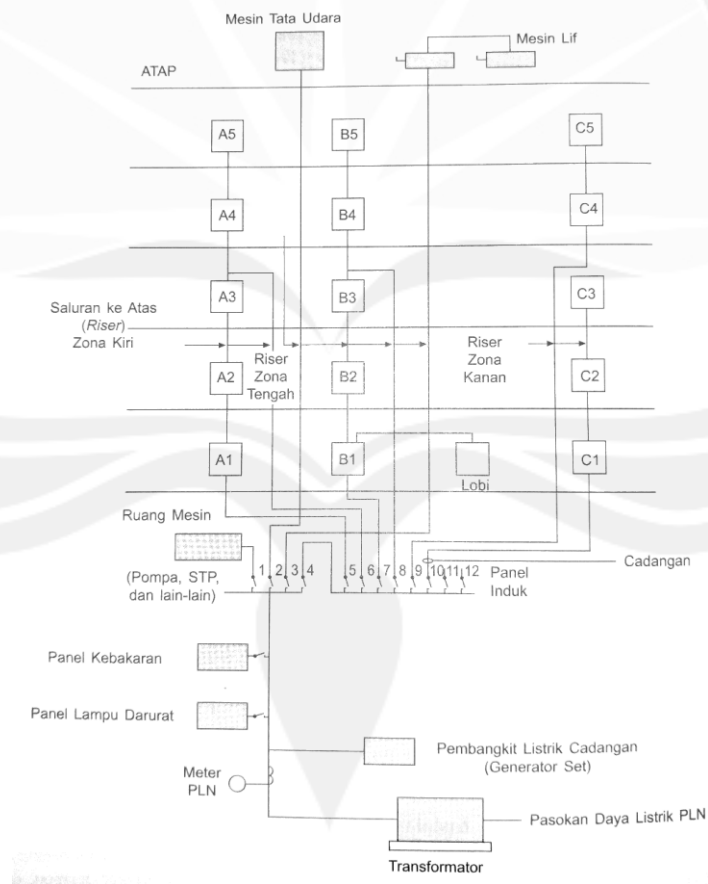 Mesin Tata Udara
Mesin Lif
ATAP
A5
B5
C5
A4
B4
C4
A3
B3
C3
Saluran ke Atas
(Riser)
Zona Kiri
Riser
Zona
Tengah
Riser
Zona
Kanan
A2
B2
C2
A1
B1
C1
Lobi
Ruang Mesin
(Pompa, STP,
dan lain-lain)
1 2 3 4 5 6 7 8 9 10 11 12
Panel
Induk
Cadangan
Panel Kebakaran
Panel Lampu Darurat
Pembangkit Listrik Cadangan
(Generator Set)
Meter
PLN
Pasokan Daya Listrik PLN
Transformator